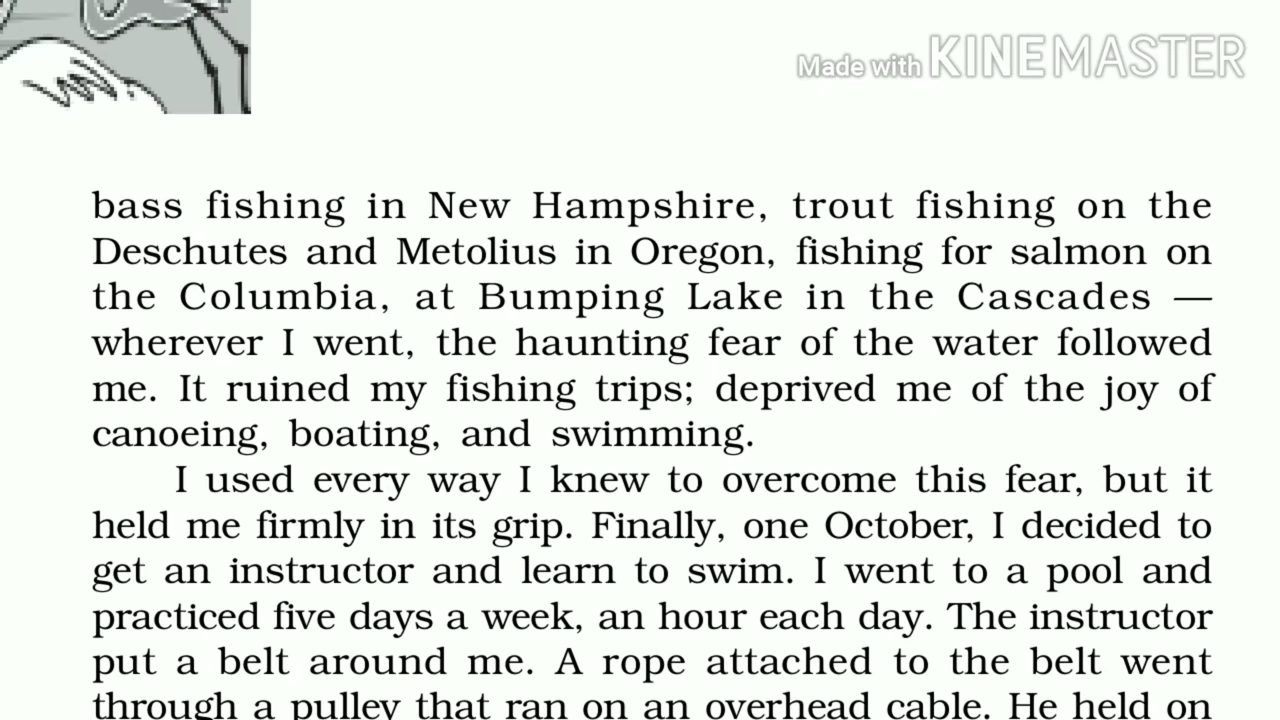 Made with KINEMASTER
bass fishing in New Hampshire, trout fishing on the
Deschutes and Metolius in Oregon, fishing for salmon on
the Columbia, at Bumping Lake in the Cascades —
wherever I went, the haunting fear of the water followed
me. It ruined my fishing trips; deprived me of the joy of
canoeing, boating, and swimming.
I used every way I knew to overcome this fear, but it
held me firmly in its grip. Finally, one October, I decided to
get an instructor and learn to swim. I went to a pool and
practiced five days a week, an hour each day. The instructor
put a belt around me. A rope attached to the belt went
through a pulley that ran on an overhead cable. He held on